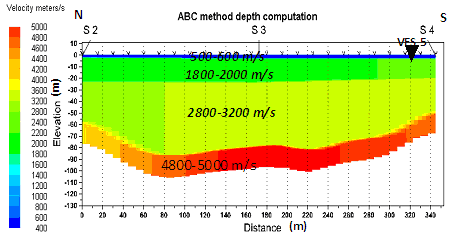 Velocity meters/s
N
ABC method depth computation
S
S 2
S 3
S 4
VES 5
5000
4800
4600
4400
4200
4000
3800
3600
3400
3200
3000
2800
2600
2400
2200
2000
1800
1600
1400
1200
1000
800
600
400
Elevation (m)
10
0
-10
-20
-30
-40
-50
-60
-70
-80
-90
-100
-110
-120
-130
500-600 m/s
1800-2000 m/s
2800-3200 m/s
4800-5000 m/s
0 20 40 60 80 100 120 140 160 180 200 220 240 260 280 300 320 340
Distance (m)